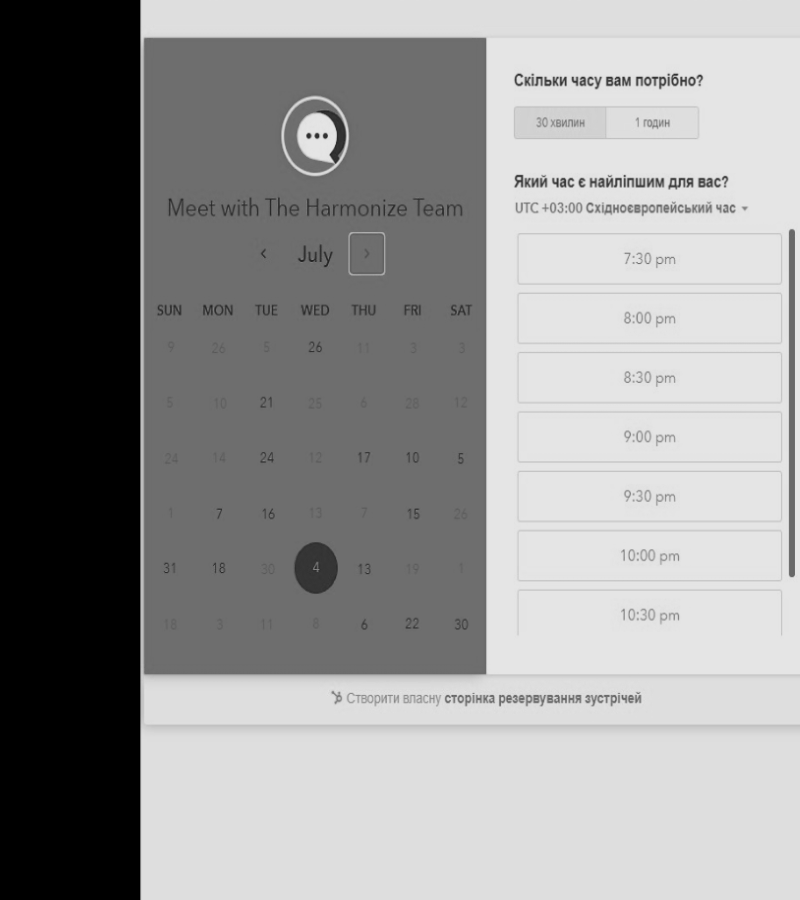 Meet with The Harmonize Team
July
SUN MON TUE WED THU FRI SAT
9 26 5 26 11 3 3
5 10 21 25 6 28 12
24 14 24 12 17 10 5
1 7 16 13 7 15 26
31 18 30 4 13 19 1
18 3 11 8 6 22 30
Скільки часу вам потрібно?
30 хвилин 1 годин
Який час є найліпшим для вас?
UTC +03:00 Східноєвропейський час
7:30 pm
8:00 pm
8:30 pm
9:00 pm
9:30 pm
10:00 pm
10:30 pm
Створити власну сторінка резервування зустрічей